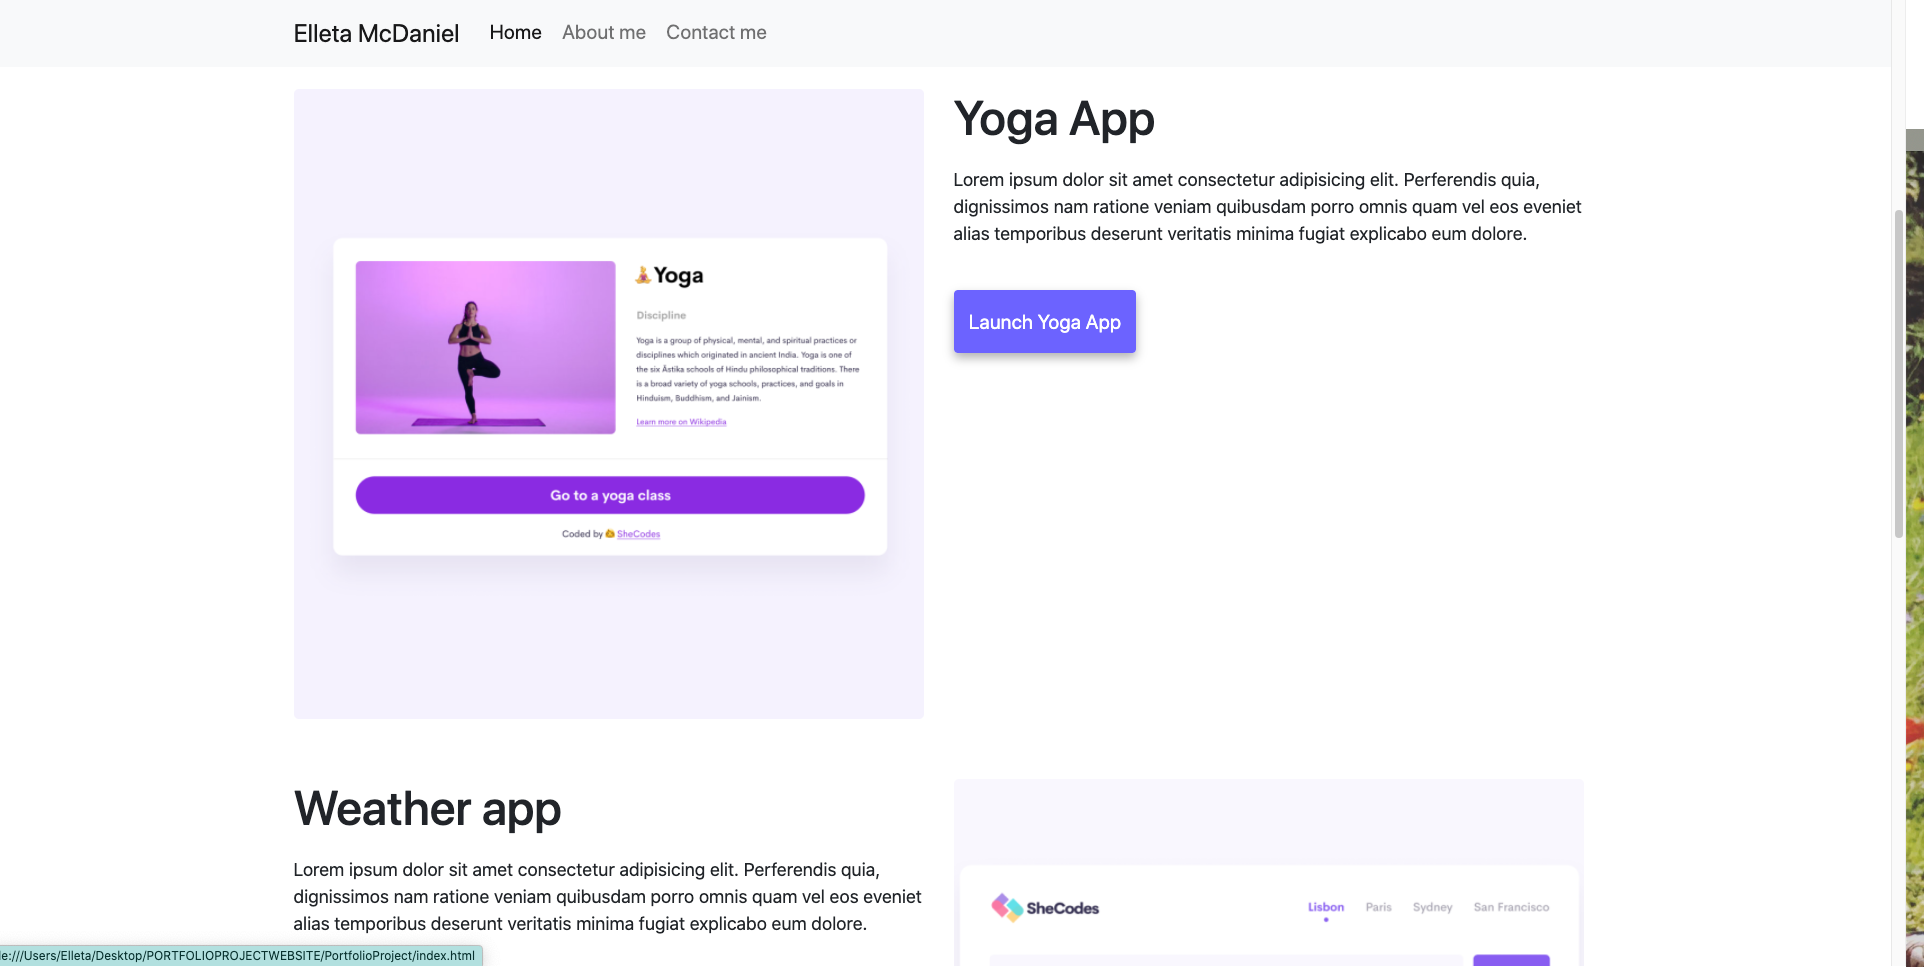 Elleta McDaniel Home About me Contact me
Yoga App
Lorem ipsum dolor sit amet consectetur adipisicing elit. Perferendis quia,
dignissimos nam ratione veniam quibusdam porro omnis quam vel eos eveniet
alias temporibus deserunt veritatis minima fugiat explicabo eum dolore.
Launch Yoga App
Yoga
Discipline
Yoga is a group of physical, mental, and spiritual practices or
disciplines which originated in ancient India. Yoga is one of
the six Āstika schools of Hindu philosophical traditions. There
is a broad variety of yoga schools, practices, and goals in
Hinduism, Buddhism, and Jainism.
Learn more on Wikipedia
Go to a yoga class
Coded by SheCodes
Weather app
Lorem ipsum dolor sit amet consectetur adipisicing elit. Perferendis quia,
dignissimos nam ratione veniam quibusdam porro omnis quam vel eos eveniet
alias temporibus deserunt veritatis minima fugiat explicabo eum dolore.
SheCodes Lisbon Paris Sydney San Francisco
le:///Users/Elleta/Desktop/PORTFOLIOPROJECTWEBSITE/PortfolioProject/index.html